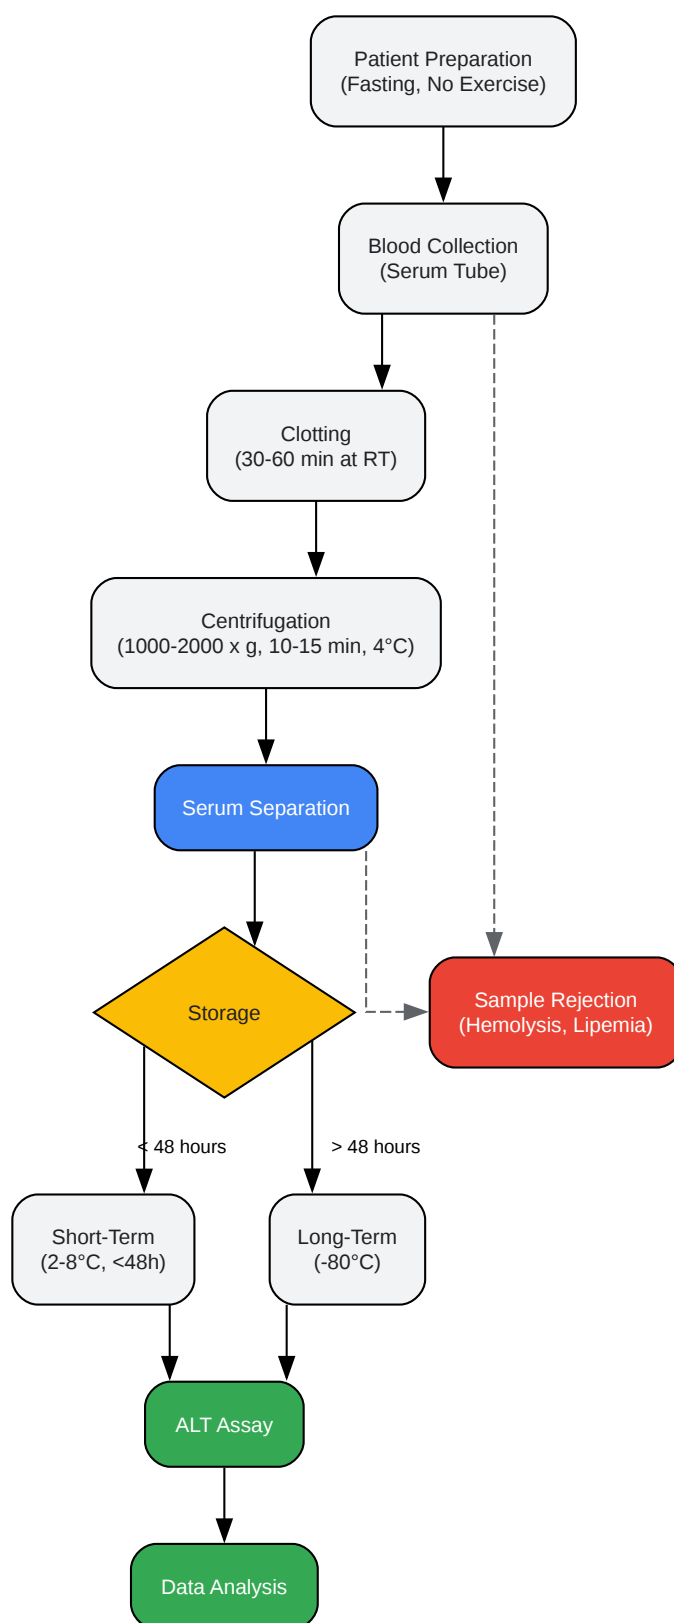 Patient Preparation
(Fasting, No Exercise)
Blood Collection
(Serum Tube)
Clotting
(30-60 min at RT)
Centrifugation
(1000-2000 x g, 10-15 min, 4°C)
Serum Separation
Storage
Sample Rejection
(Hemolysis, Lipemia)
< 48 hours
> 48 hours
Short-Term
(2-8°C, <48h)
Long-Term
(-80°C)
ALT Assay
Data Analysis